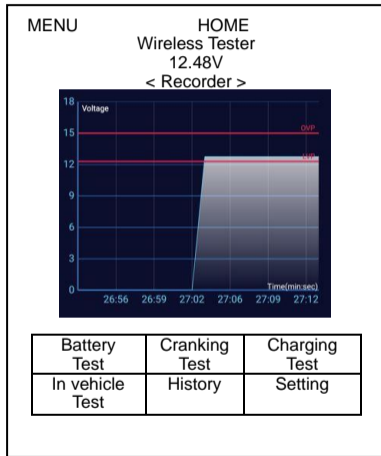 MENU HOME
Wireless Tester
12.48V
< Recorder >
18
Voltage
15
OVP
12
LVP
9
6
3
0
Time(min:sec)
26:56 26:59 27:02 27:06 27:09 27:12
Battery Test
Cranking Test
Charging Test
In vehicle Test
History
Setting